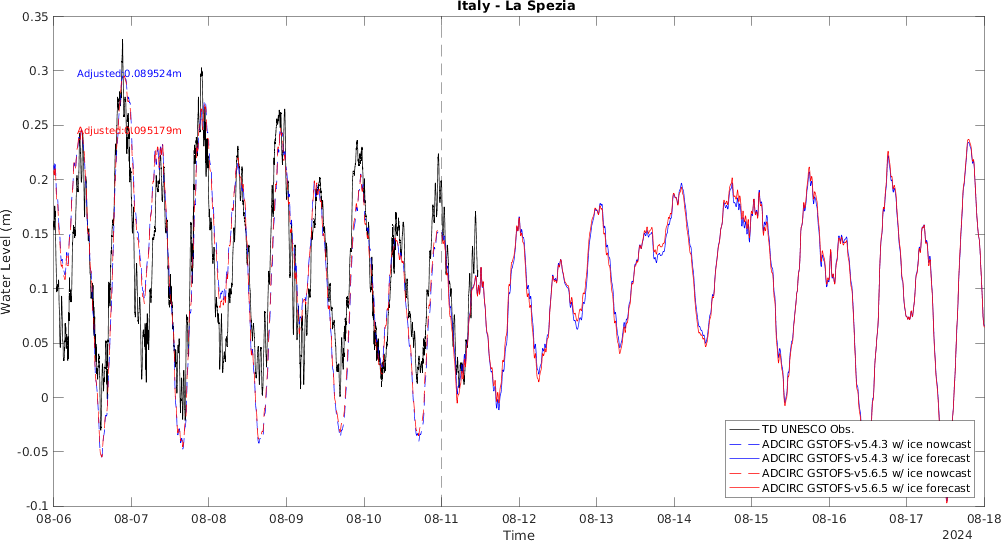 Italy - La Spezia
0.35
0.3
0.25
0.2
0.15
0.1
0.05
0
-0.05
-0.1
Water Level (m)
Adjusted:0.089524m
Adjusted:0.095179m
TD UNESCO Obs.
ADCIRC GSTOFS-v5.4.3 w/ ice nowcast
ADCIRC GSTOFS-v5.4.3 w/ ice forecast
ADCIRC GSTOFS-v5.6.5 w/ ice nowcast
ADCIRC GSTOFS-v5.6.5 w/ ice forecast
08-06 08-07 08-08 08-09 08-10 08-11 08-12 08-13 08-14 08-15 08-16 08-17 08-18
Time
2024